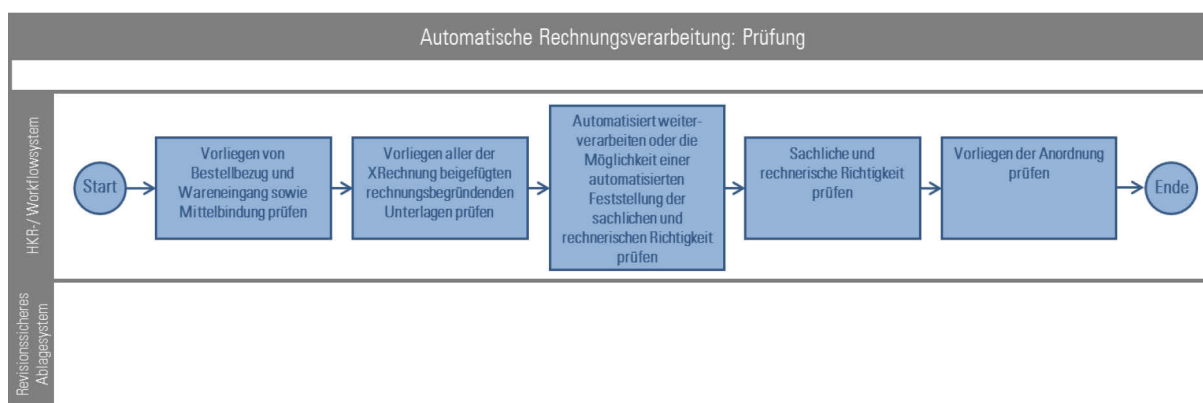 Automatische Rechnungsverarbeitung: Prüfung
HKR-/ Workflowsystem
Start
Vorliegen von
Bestellbezug und
Wareneingang sowie
Mittelbindung prüfen
Vorliegen aller der
XRechnung beigefügten
rechnungsbegründenden
Unterlagen prüfen
Automatisiert weiter-
verarbeiten oder die
Möglichkeit einer
automatisierten
Feststellung der
sachlichen und
rechnerischen Richtigkeit
prüfen
Sachliche und
rechnerische Richtigkeit
prüfen
Vorliegen der Anordnung
prüfen
Ende
Revisionssicheres
Ablagesystem